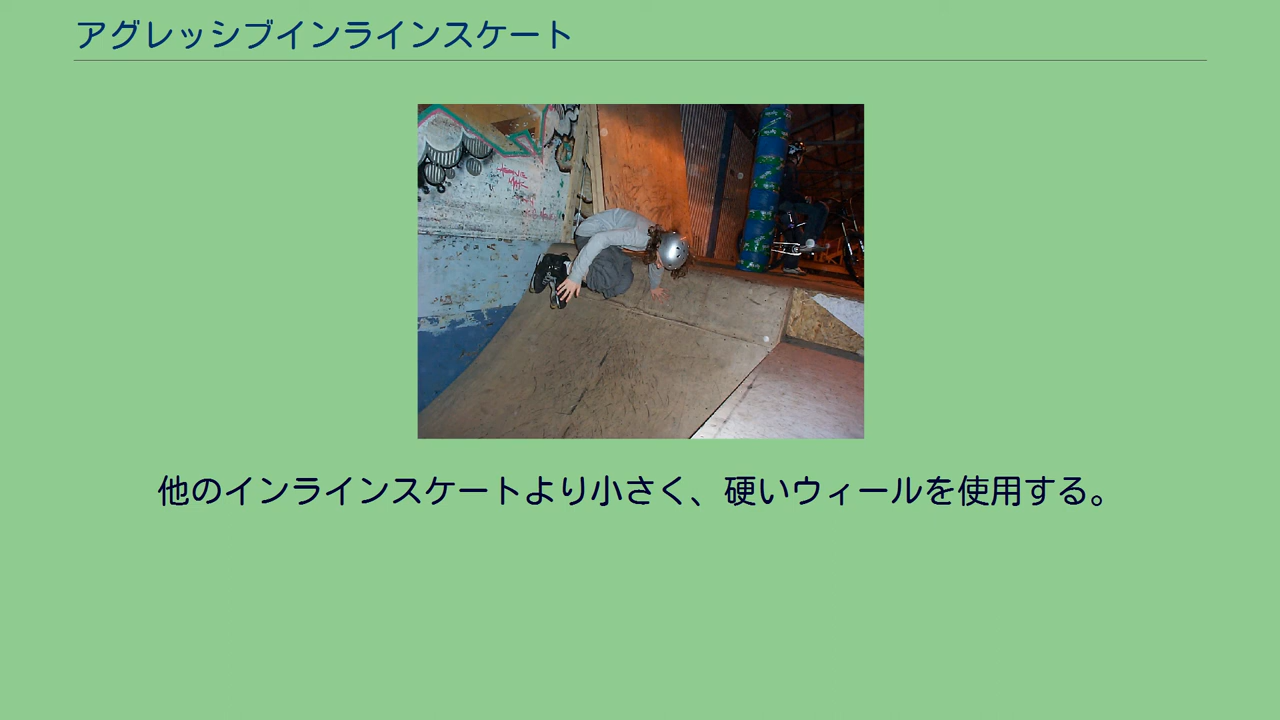 アグレッシブインラインスケート
他のインラインスケートより小さく、硬いウィールを使用する。